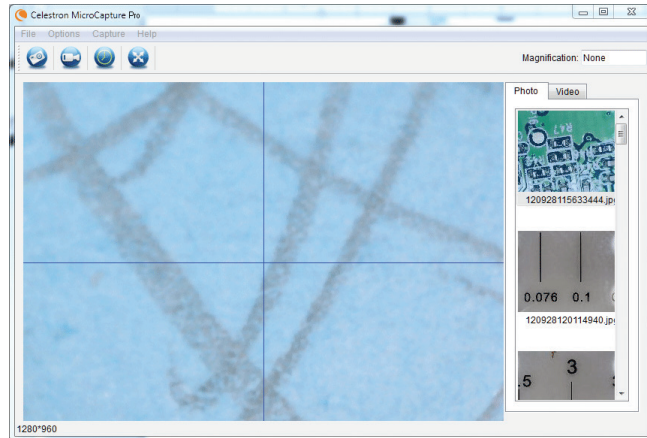 Celestron MicroCapture Pro
File Options Capture Help
Magnification: None
Photo Video
R47
120928115633444.jp
0.076 0.1
120928120114940.jp
.5 3
1280*960